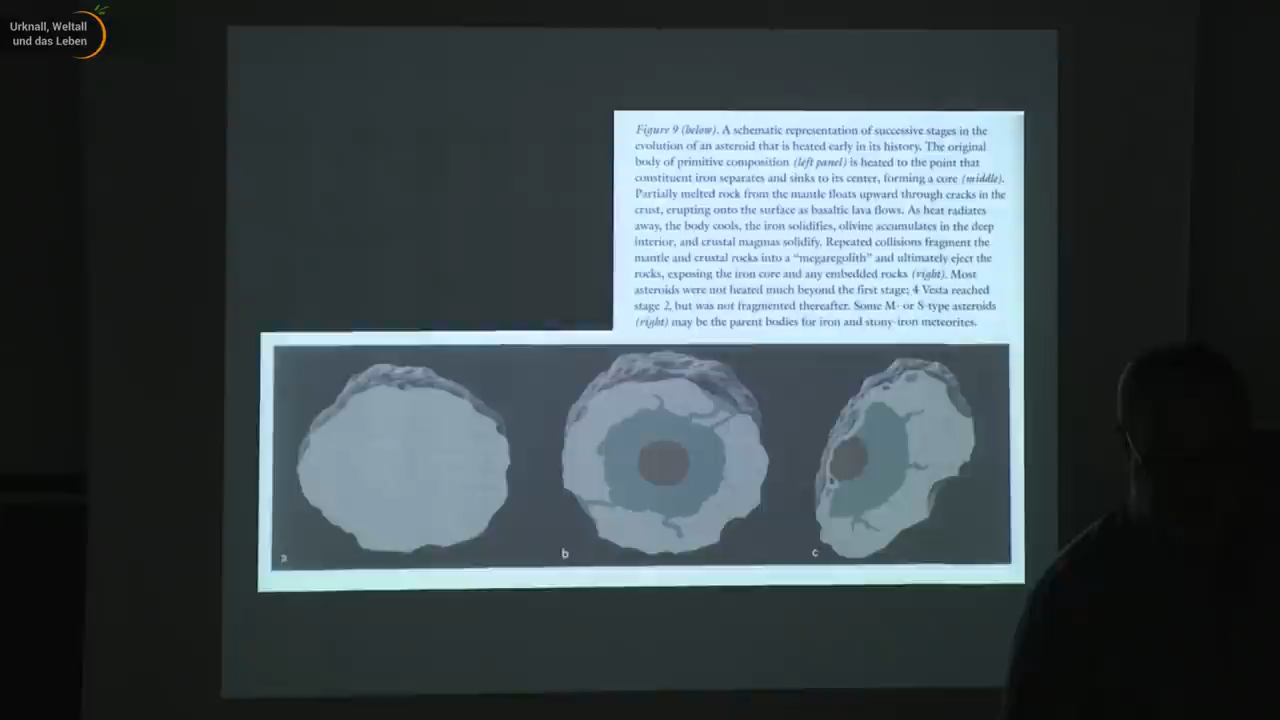 Urknall, Weltall
und das Leben
Figure 9 (below). A schematic representation of successive stages in the
evolution of an asteroid that is heated early in its history. The original
body of primitive composition (left panel) is heated to the point that
constituent iron separates and sinks to its center, forming a core (middle).
Partially melted rock from the mantle floats upward through cracks in the
crust, erupting onto the surface as basaltic lava flows. As heat radiates
away, the body cools, the iron solidifies, olivine accumulates in the deep
interior, and crustal magmas solidify. Repeated collisions fragment the
mantle and crustal rocks into a “megaregolith” and ultimately eject the
rocks, exposing the iron core and any embedded rocks (right). Most
asteroids were not heated much beyond the first stage; 4 Vesta reached
stage 2, but was not fragmented thereafter. Some M- or S-type asteroids
(right) may be the parent bodies for iron and stony-iron meteorites.
a
b
c